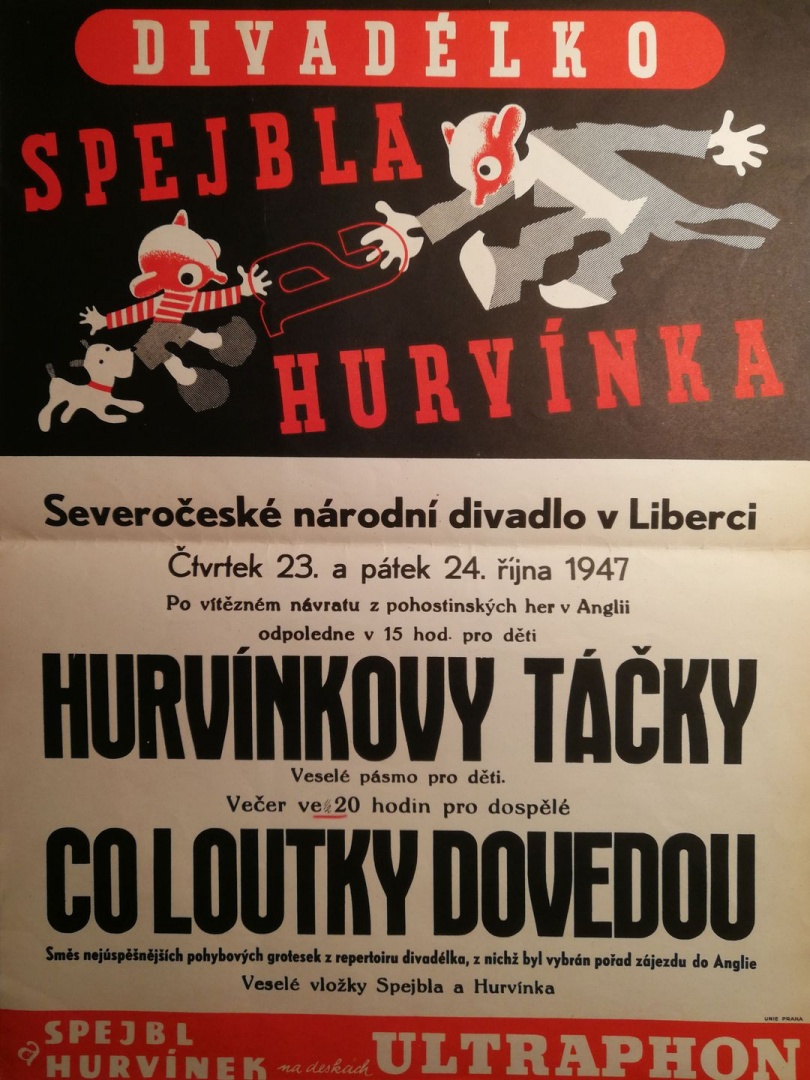 DIVADÉLKO
SPEJBLA
A
HURVÍNKA
Severočeské národní divadlo v Liberci
Čtvrtek 23. a pátek 24. října 1947
Po vítězném návratu z pohostinských her v Anglii
odpoledne v 15 hod. pro děti
HURVÍNKOVY TÁČKY
Veselé pásmo pro děti.
Večer ve 20 hodin pro dospělé
CO LOUTKY DOVEDOU
Směs nejúspěšnějších pohybových grotesek z repertoiru divadélka, z nichž byl vybrán pořad zájezdu do Anglie
Veselé vložky Spejbla a Hurvínka
UNIE PRAHA
SPEJBL
a HURVÍNEK na deskách ULTRAPHON